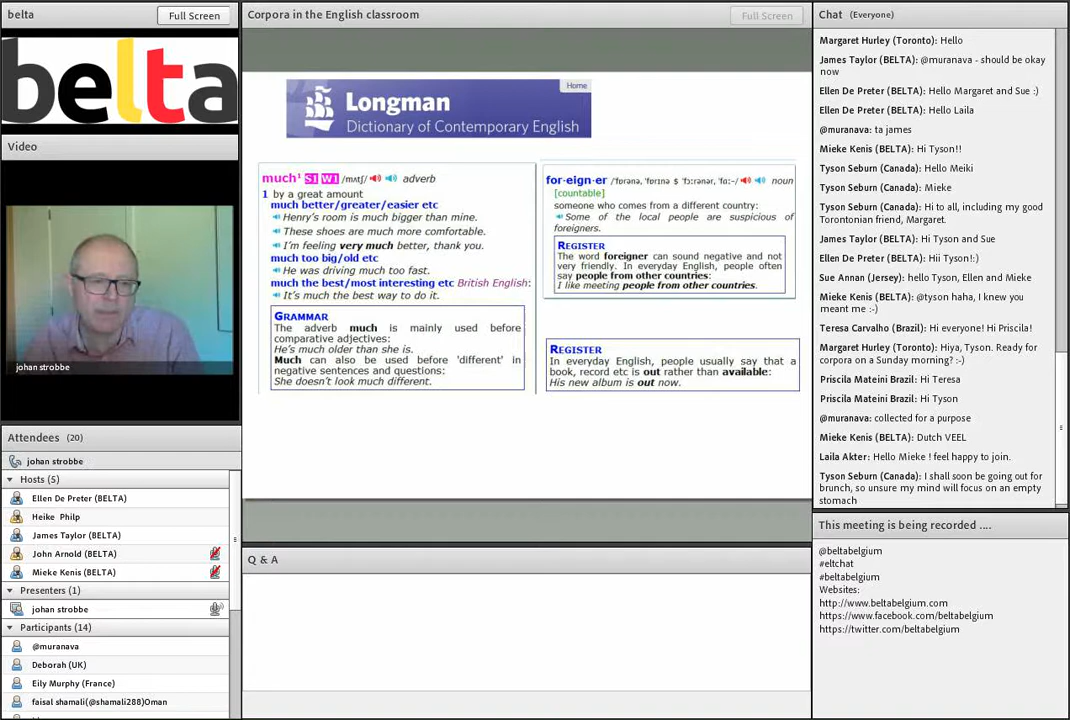 belta
Full Screen
belta
Video
johan strobbe
Attendees (20)
johan strobbe
Hosts (5)
Ellen De Preter (BELTA)
Heike Philp
James Taylor (BELTA)
John Arnold (BELTA)
Mieke Kenis (BELTA)
Presenters (1)
johan strobbe
Participants (14)
@muranava
Deborah (UK)
Eily Murphy (France)
faisal shamali(@shamali288)Oman
Corpora in the English classroom
Full Screen
Home
Longman
Dictionary of Contemporary English
much¹ S1 W1 /mʌtʃ/ adverb
1 by a great amount
much better/greater/easier etc
Henry's room is much bigger than mine.
These shoes are much more comfortable.
I'm feeling very much better, thank you.
much too big/old etc
He was driving much too fast.
much the best/most interesting etc British English:
It's much the best way to do it.
GRAMMAR
The adverb much is mainly used before
comparative adjectives:
He's much older than she is.
Much can also be used before 'different' in
negative sentences and questions:
She doesn't look much different.
for·eign·er /ˈfɒrənə, ˈfɒrɪnə $ ˈfɔːrənər, ˈfɑː-/ noun
[countable]
someone who comes from a different country:
Some of the local people are suspicious of
foreigners.
REGISTER
The word foreigner can sound negative and not
very friendly. In everyday English, people often
say people from other countries:
I like meeting people from other countries.
REGISTER
In everyday English, people usually say that a
book, record etc is out rather than available:
His new album is out now.
Q & A
Chat (Everyone)
Margaret Hurley (Toronto): Hello
James Taylor (BELTA): @muranava - should be okay
now
Ellen De Preter (BELTA): Hello Margaret and Sue :)
Ellen De Preter (BELTA): Hello Laila
@muranava: ta james
Mieke Kenis (BELTA): Hi Tyson!!
Tyson Seburn (Canada): Hello Meiki
Tyson Seburn (Canada): Mieke
Tyson Seburn (Canada): Hi to all, including my good
Torontonian friend, Margaret.
James Taylor (BELTA): Hi Tyson and Sue
Ellen De Preter (BELTA): Hii Tyson!:)
Sue Annan (Jersey): hello Tyson, Ellen and Mieke
Mieke Kenis (BELTA): @tyson haha, I knew you
meant me :-)
Teresa Carvalho (Brazil): Hi everyone! Hi Priscila!
Margaret Hurley (Toronto): Hiya, Tyson. Ready for
corpora on a Sunday morning? :-)
Priscila Mateini Brazil: Hi Teresa
Priscila Mateini Brazil: Hi Tyson
@muranava: collected for a purpose
Mieke Kenis (BELTA): Dutch VEEL
Laila Akter: Hello Mieke ! feel happy to join.
Tyson Seburn (Canada): I shall soon be going out for
brunch, so unsure my mind will focus on an empty
stomach
This meeting is being recorded ....
@beltabelgium
#eltchat
#beltabelgium
Websites:
http://www.beltabelgium.com
https://www.facebook.com/beltabelgium
https://twitter.com/beltabelgium